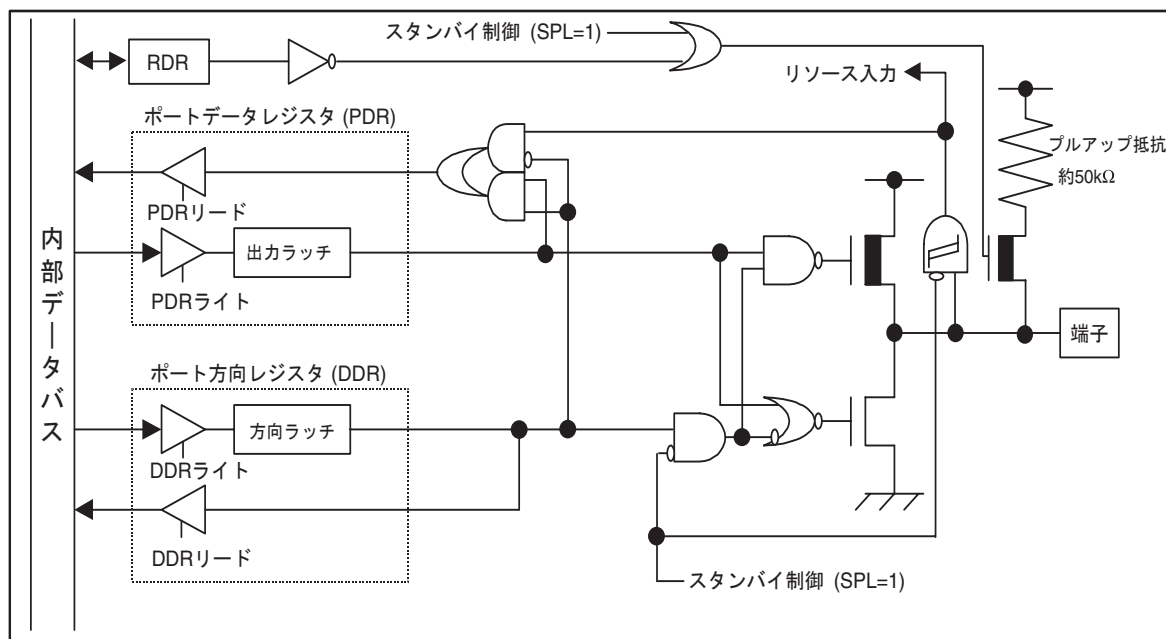 スタンバイ制御 (SPL=1)
RDR
リソース入力
ポートデータレジスタ (PDR)
プルアップ抵抗
約50kΩ
PDRリード
内部データバス
出力ラッチ
PDRライト
端子
ポート方向レジスタ (DDR)
方向ラッチ
DDRライト
DDRリード
スタンバイ制御 (SPL=1)